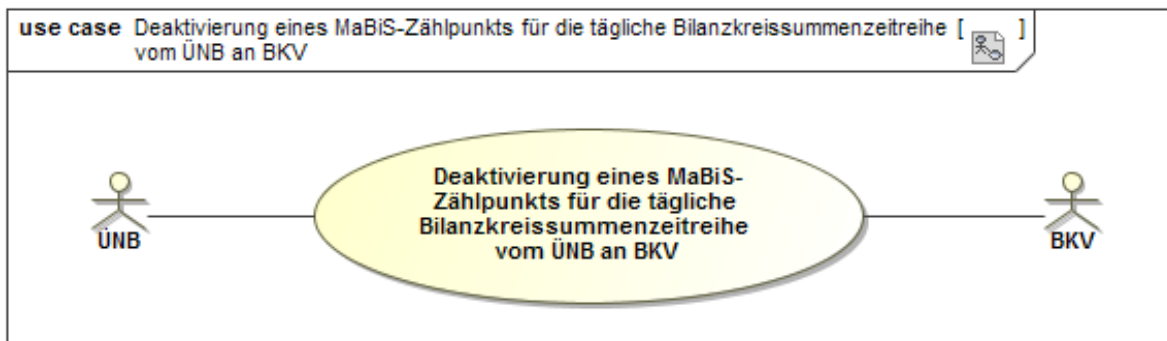 use case Deaktivierung eines MaBiS-Zählpunkts für die tägliche Bilanzkreissummenzeitreihe [ ]
vom ÜNB an BKV
Deaktivierung eines MaBiS-
Zählpunkts für die tägliche
Bilanzkreissummenzeitreihe
vom ÜNB an BKV
ÜNB
BKV